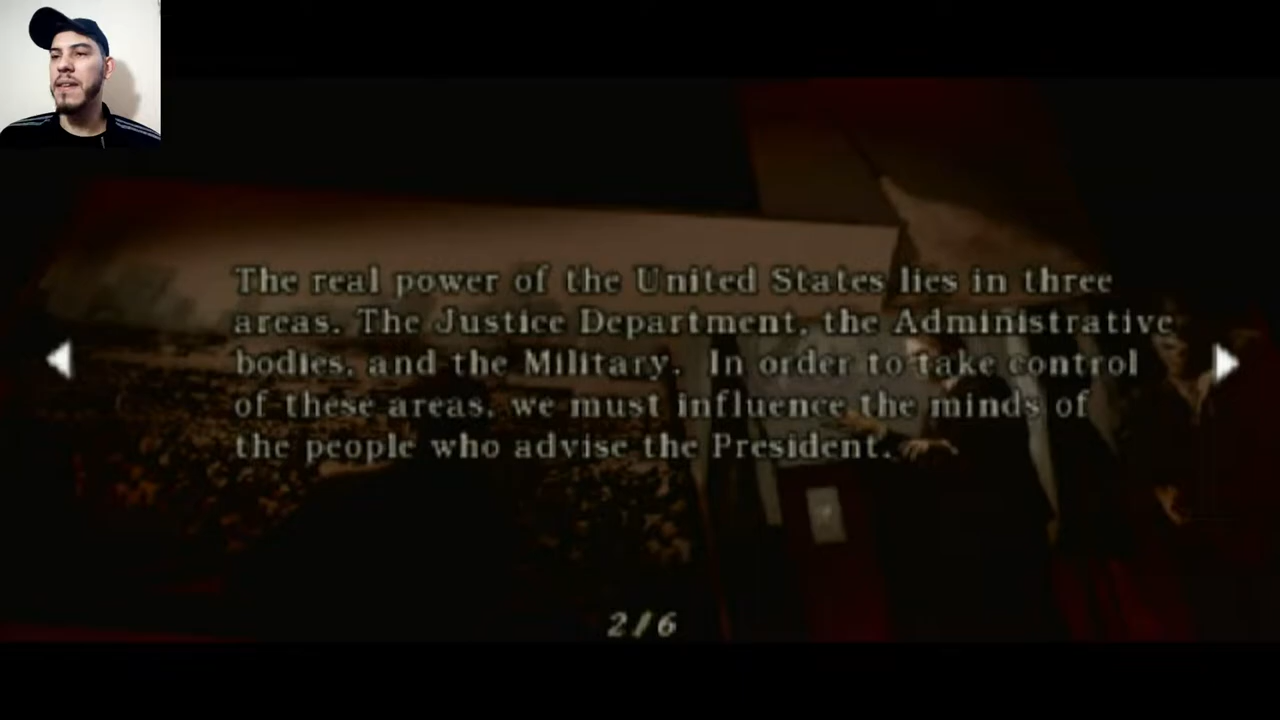 The real power of the United States lies in three
areas. The Justice Department, the Administrative
bodies, and the Military. In order to take control
of these areas, we must influence the minds of
the people who advise the President.
2/6